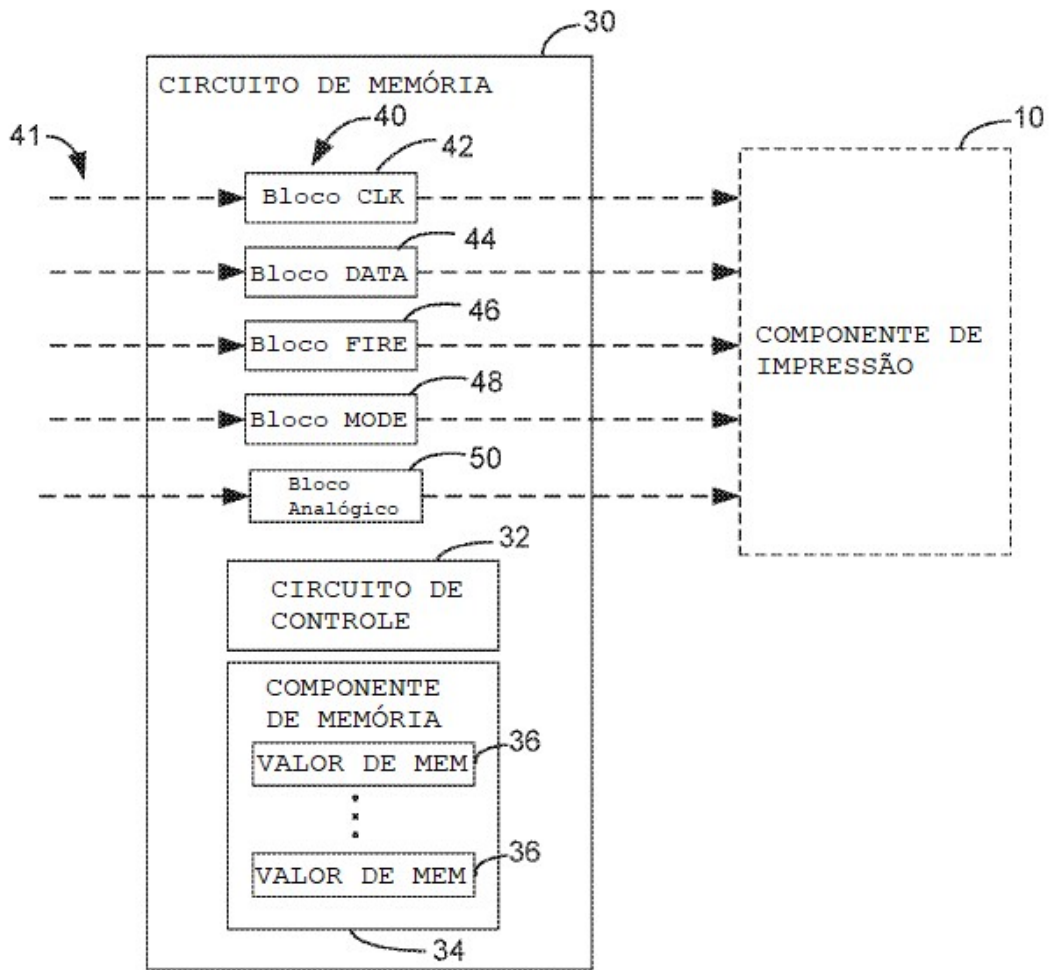 30
CIRCUITO DE MEMÓRIA
10
40
41
42
Bloco CLK
44
Bloco DATA
46
Bloco FIRE
COMPONENTE DE
IMPRESSÃO
48
Bloco MODE
50
Bloco
Analógico
32
CIRCUITO DE
CONTROLE
COMPONENTE
DE MEMÓRIA
36
VALOR DE MEM
36
VALOR DE MEM
34